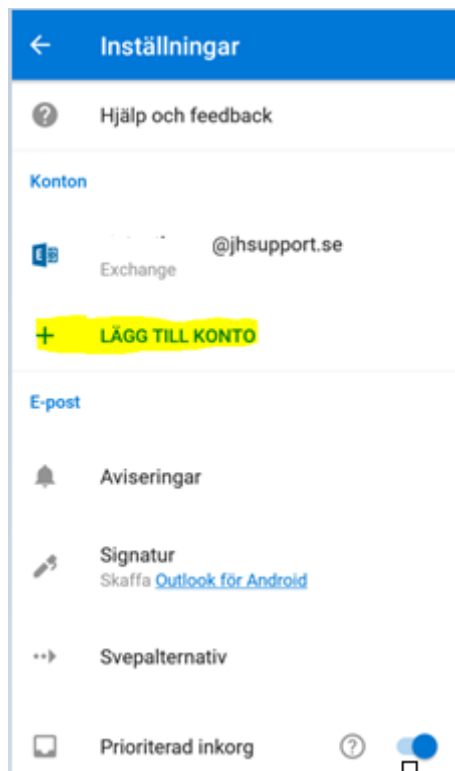 Inställningar
Hjälp och feedback
Konton
@jhsupport.se
Exchange
LÄGG TILL KONTO
E-post
Aviseringar
Signatur
Skaffa Outlook för Android
Svepalternativ
Prioriterad inkorg